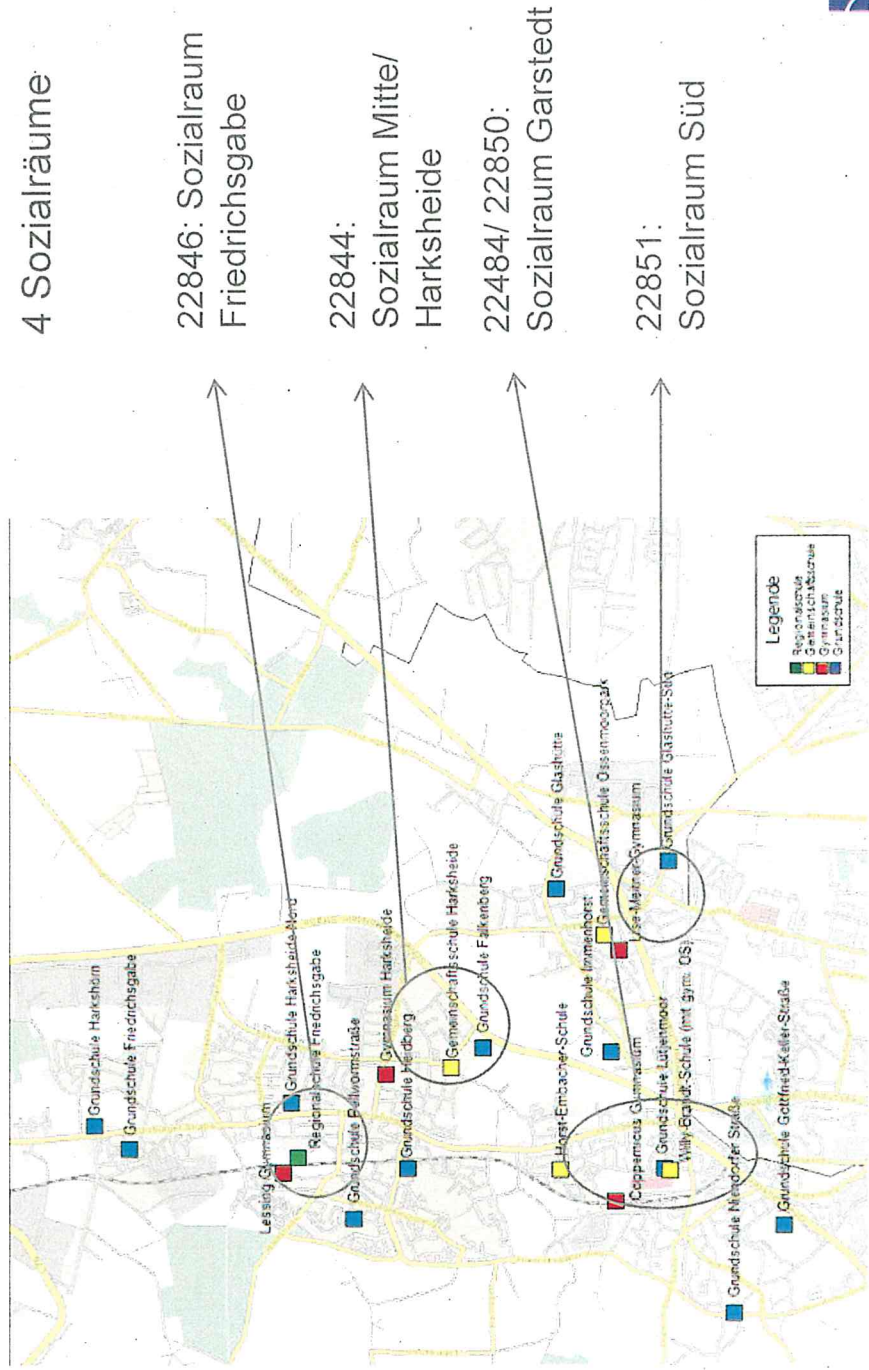 4 Sozialräume
22846: Sozialraum
Friedrichsgabe
22844:
Sozialraum Mitte/
Harksheide
22484/ 22850:
Sozialraum Garstedt
22851:
Sozialraum Süd
Grundschule Harkshörn
Grundschule Friedrichsgabe
Lessing Gymnasium
Grundschule Harksheide-Nord
Regionalschule Friedrichsgabe
Grundschule Pellwormstraße
Gymnasium Harksheide
Grundschule Heidberg
Gemeinschaftsschule Harksheide
Grundschule Falkenberg
Grundschule Glashütte
Horst-Embacher-Schule
Grundschule Immenhorst
Gemeinschaftsschule Ossenmoorpark
Lise-Meitner-Gymnasium
Coppernicus Gymnasium
Grundschule Lütjenmoor
Willy-Brandt-Schule (mit gym. OS)
Grundschule Glashütte-Süd
Grundschule Niendorfer Straße
Grundschule Gottfried-Keller-Straße
Legende
Regionalschule
Gemeinschaftsschule
Gymnasium
Grundschule